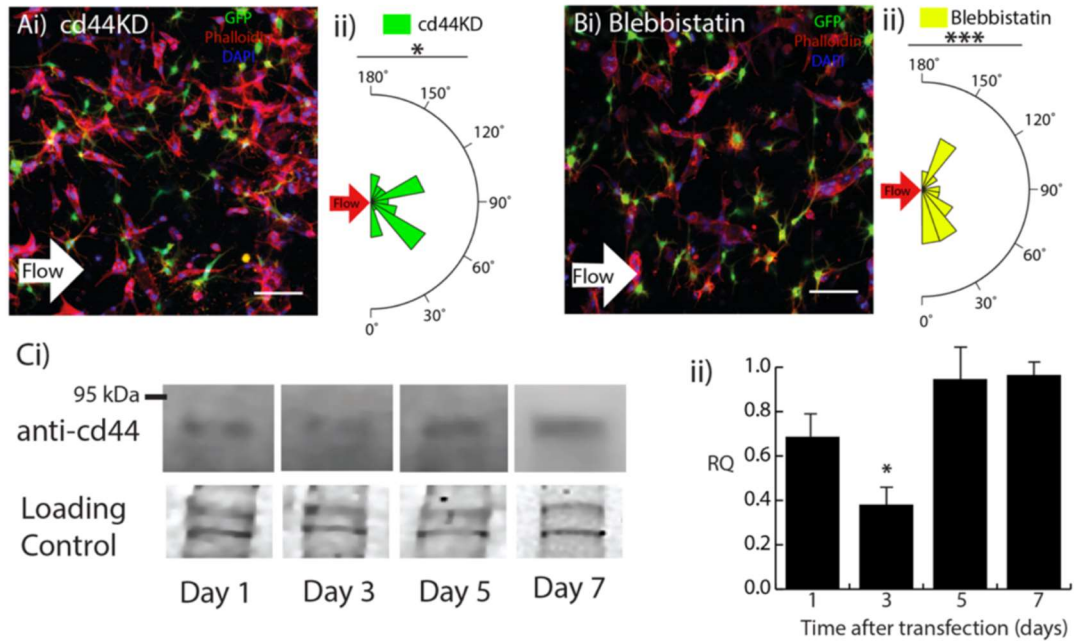 Ai) cd44KD
GFP
Phalloidin
DAPI
Flow
ii) cd44KD
*
180°
150°
120°
90°
60°
30°
0°
Flow
Bi) Blebbistatin
GFP
Phalloidin
DAPI
Flow
ii) Blebbistatin
***
180°
150°
120°
90°
60°
30°
0°
Flow
Ci)
95 kDa
anti-cd44
Loading
Control
Day 1 Day 3 Day 5 Day 7
ii)
1.0
0.8
0.6
0.4
0.2
0.0
RQ
*
1 3 5 7
Time after transfection (days)